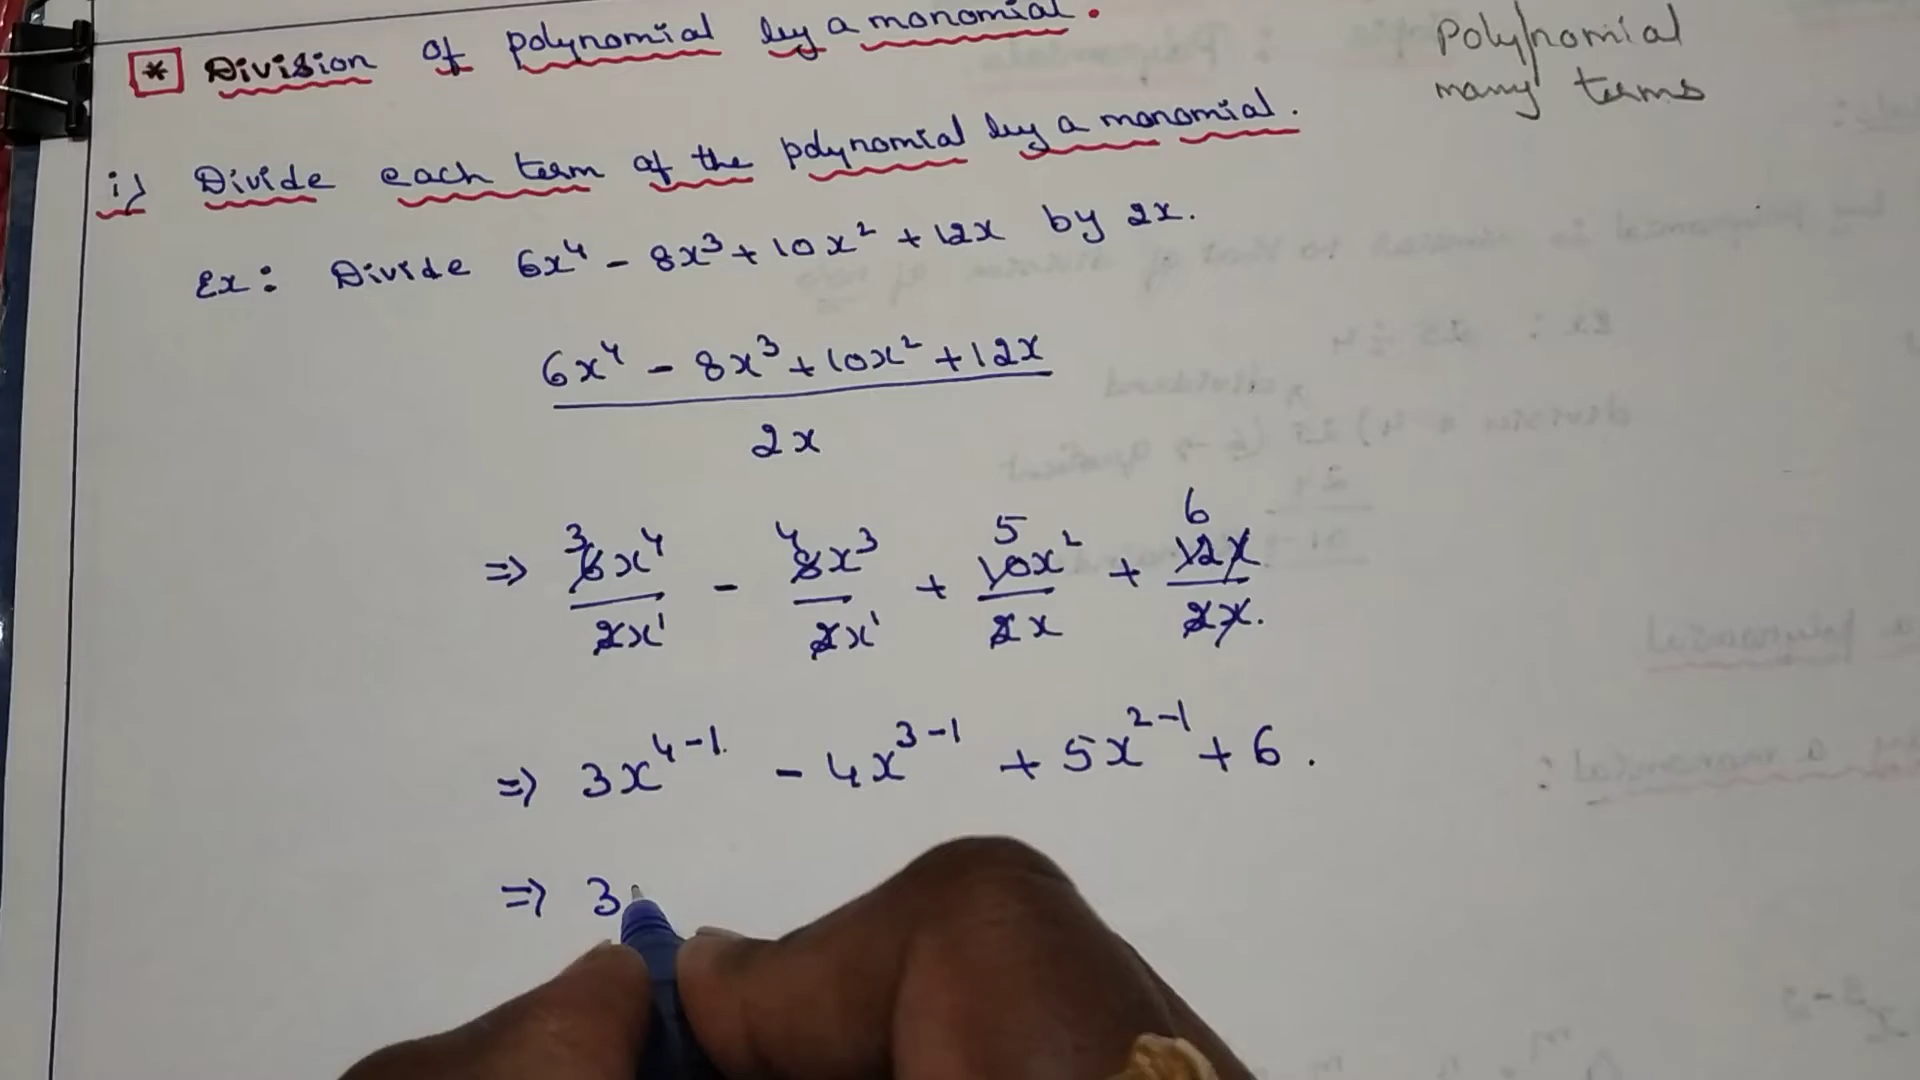 * Division of polynomial by a monomial.
Poly/nomial
many terms
i) Divide each term of the polynomial by a monomial.
Ex: Divide 6x⁴ - 8x³ + 10x² + 12x by 2x.
6x⁴ - 8x³ + 10x² + 12x
2x
3 4 5 6
⇒ 6x⁴ - 8x³ + 10x² + 12x
2x¹ 2x¹ 2x 2x.
⇒ 3x⁴⁻¹ - 4x³⁻¹ + 5x²⁻¹ + 6.
⇒ 3